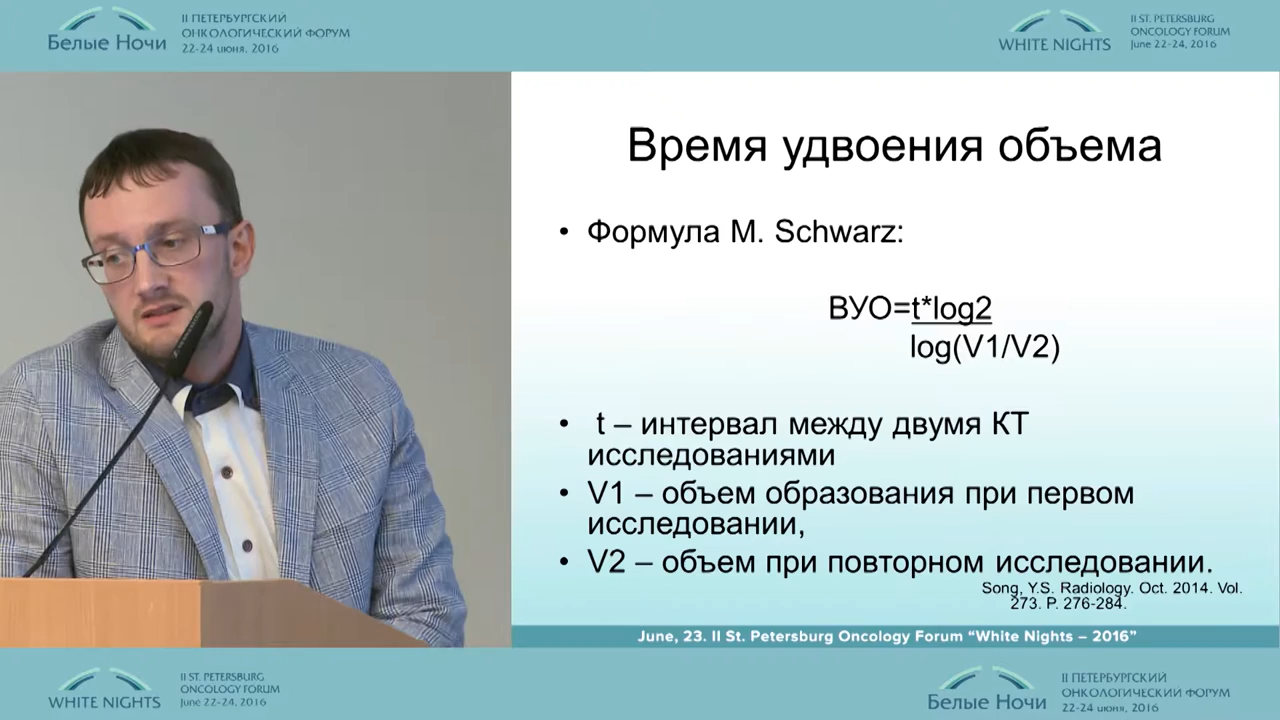 Белые Ночи
II ПЕТЕРБУРГСКИЙ
ОНКОЛОГИЧЕСКИЙ ФОРУМ
22-24 июня, 2016
WHITE NIGHTS
II ST. PETERSBURG
ONCOLOGY FORUM
June 22-24, 2016
Время удвоения объема
• Формула M. Schwarz:
ВУО=t*log2
log(V1/V2)
• t – интервал между двумя КТ
исследованиями
• V1 – объем образования при первом
исследовании,
• V2 – объем при повторном исследовании.
Song, Y.S. Radiology. Oct. 2014. Vol.
273. P. 276-284.
June, 23. II St. Petersburg Oncology Forum “White Nights – 2016”
WHITE NIGHTS
II ST. PETERSBURG
ONCOLOGY FORUM
June 22-24, 2016
Белые Ночи
II ПЕТЕРБУРГСКИЙ
ОНКОЛОГИЧЕСКИЙ ФОРУМ
22-24 июня, 2016